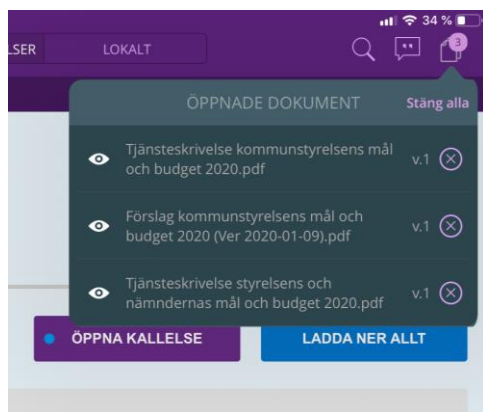 34 %
LSER
LOKALT
3
ÖPPNADE DOKUMENT
Stäng alla
Tjänsteskrivelse kommunstyrelsens mål
och budget 2020.pdf
v.1
Förslag kommunstyrelsens mål och
budget 2020 (Ver 2020-01-09).pdf
v.1
Tjänsteskrivelse styrelsens och
nämndernas mål och budget 2020.pdf
v.1
ÖPPNA KALLELSE
LADDA NER ALLT